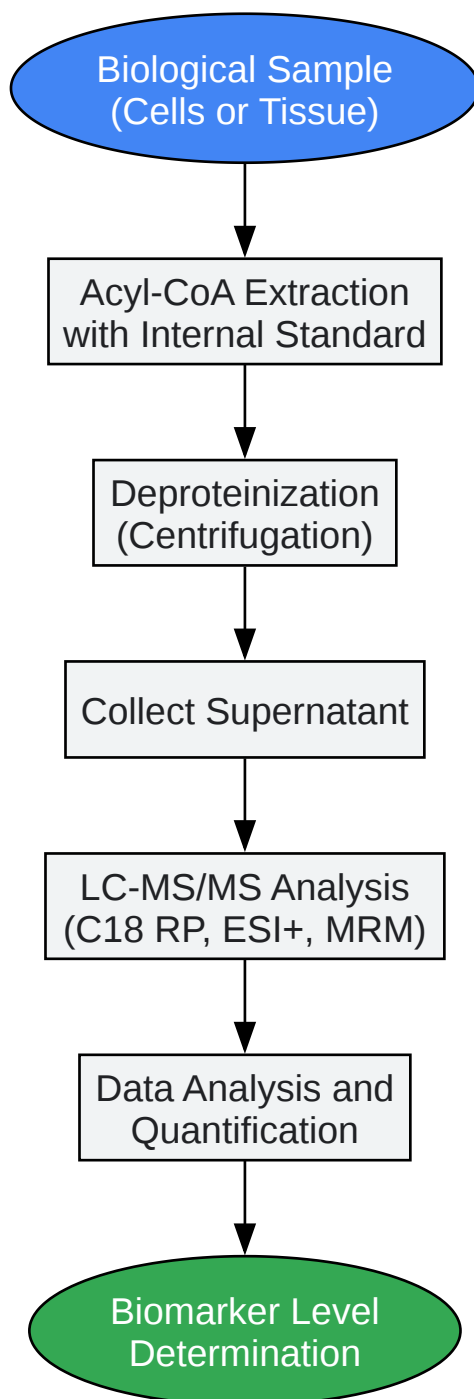 Biological Sample
(Cells or Tissue)
Acyl-CoA Extraction
with Internal Standard
Deproteinization
(Centrifugation)
Collect Supernatant
LC-MS/MS Analysis
(C18 RP, ESI+, MRM)
Data Analysis and
Quantification
Biomarker Level
Determination